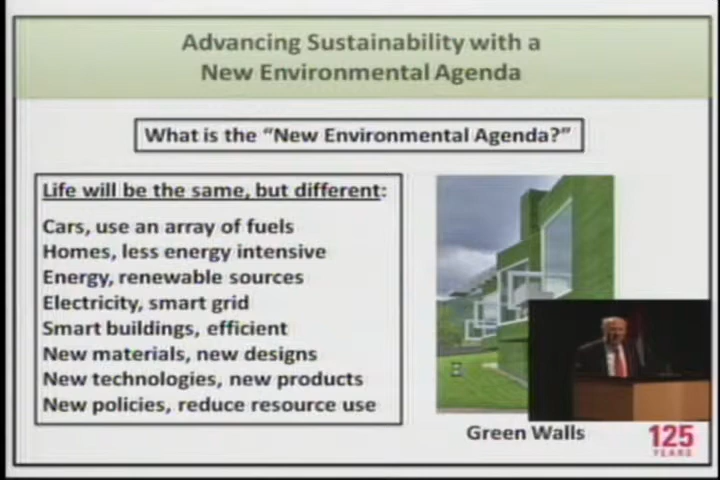 Advancing Sustainability with a
New Environmental Agenda
What is the “New Environmental Agenda?”
Life will be the same, but different:
Cars, use an array of fuels
Homes, less energy intensive
Energy, renewable sources
Electricity, smart grid
Smart buildings, efficient
New materials, new designs
New technologies, new products
New policies, reduce resource use
Green Walls
125
YEARS